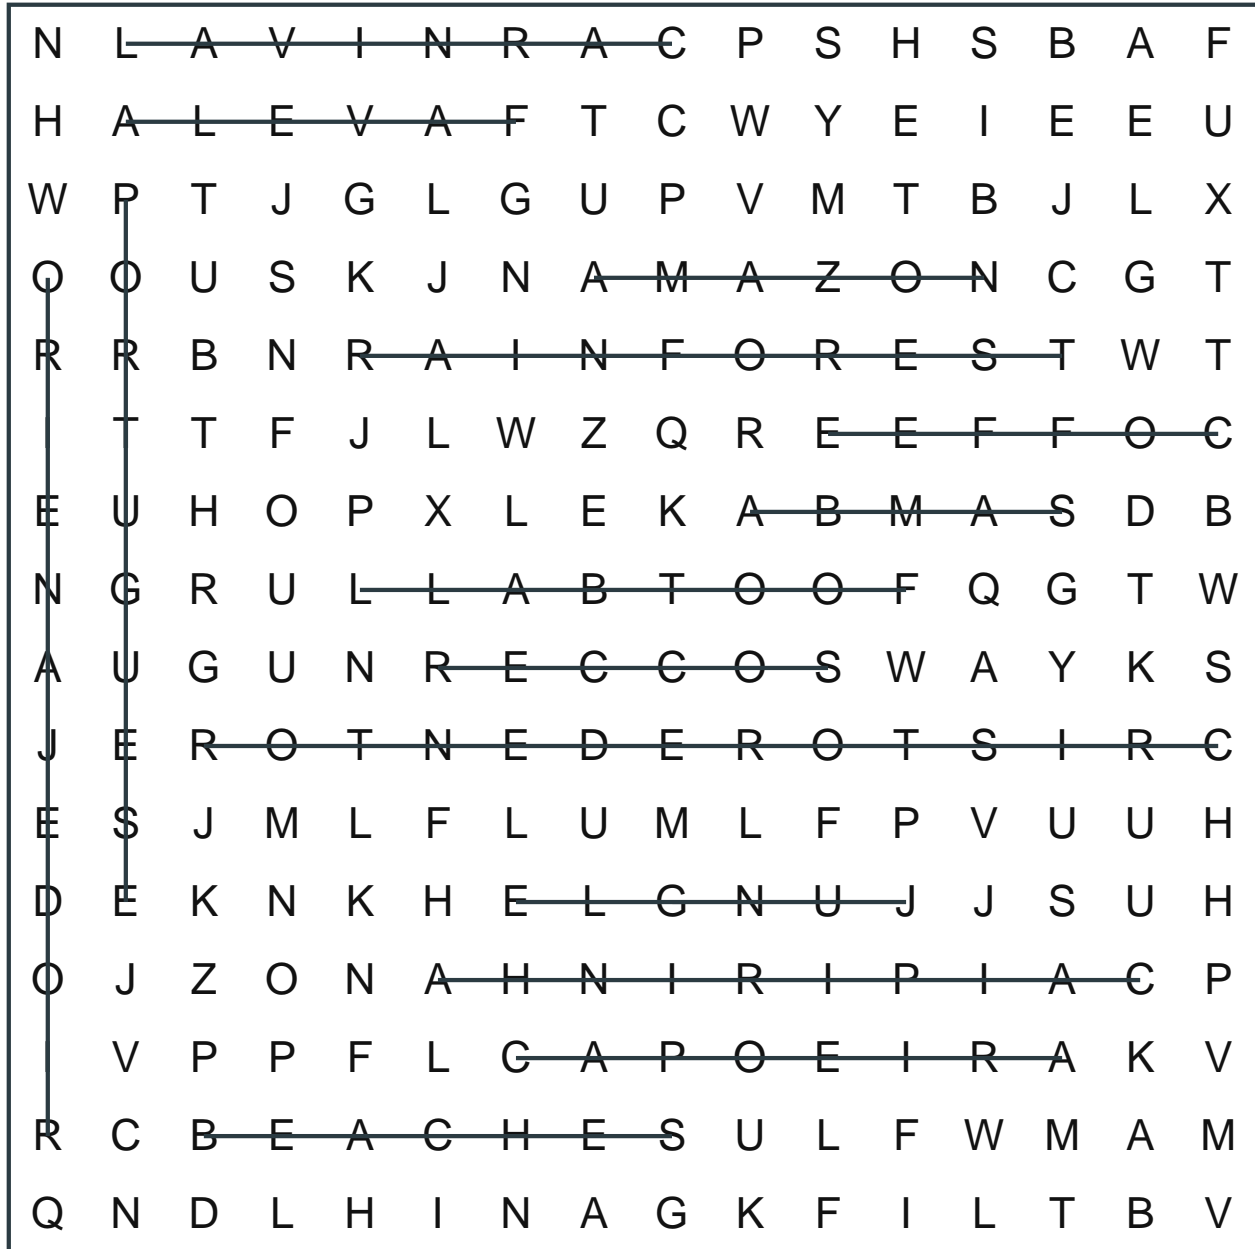 N L A V I N R A C P S H S B A F
H A L E V A F T C W Y E I E E U
W P T J G L G U P V M T B J L X
O O U S K J N A M A Z O N C G T
R R B N R A I N F O R E S T W T
I T T F J L W Z Q R E E F F O C
E U H O P X L E K A B M A S D B
N G R U L L A B T O O F Q G T W
A U G U N R E C C O S W A Y K S
J E R O T N E D E R O T S I R C
E S J M L F L U M L F P V U U H
D E K N K H E L G N U J J S U H
O J Z O N A H N I R I P I A C P
I V P P F L C A P O E I R A K V
R C B E A C H E S U L F W M A M
Q N D L H I N A G K F I L T B V